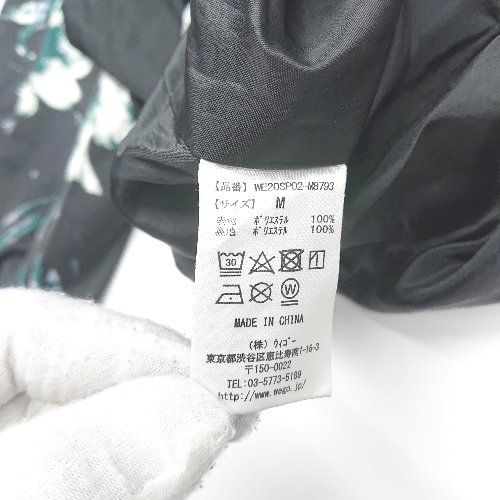 【品番】 WE20SP02-M8793
【サイズ】 M
表地 ポリエステル 100%
裏地 ポリエステル 100%
30
W
MADE IN CHINA
(株) ウィゴー
東京都渋谷区恵比寿南1-16-3
〒150-0022
TEL:03-5773-5189
http://www.wego.jp/